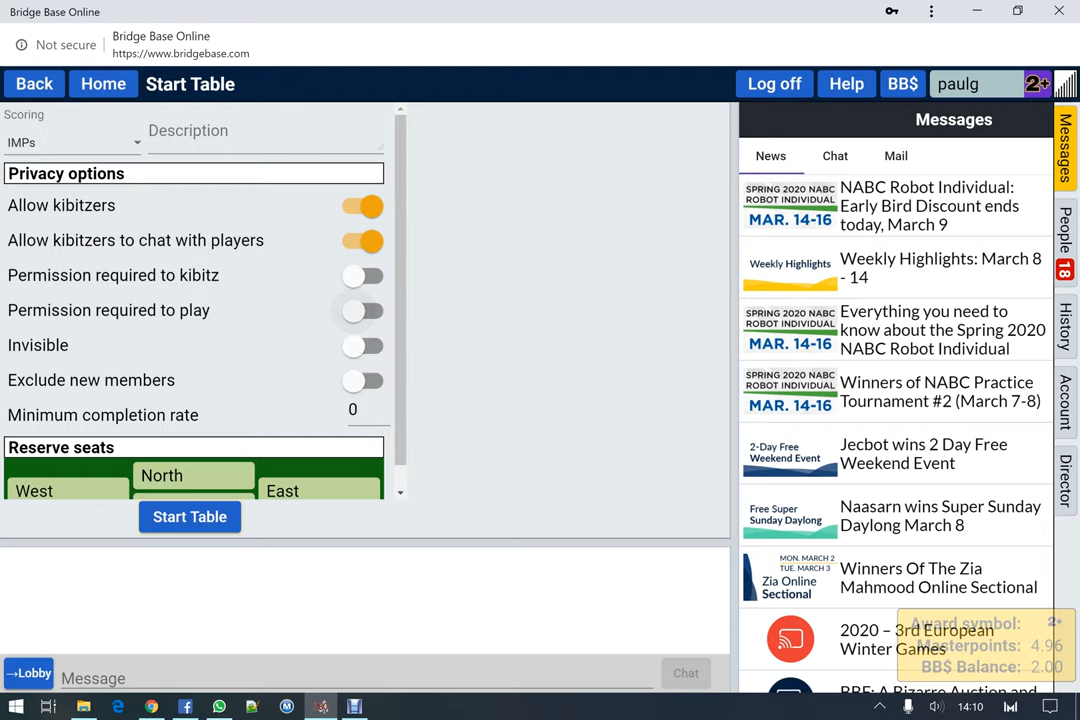 Bridge Base Online
Not secure
Bridge Base Online
https://www.bridgebase.com
Back
Home
Start Table
Log off
Help
BB$
paulg
2+
Scoring
IMPs
Description
Privacy options
Allow kibitzers
Allow kibitzers to chat with players
Permission required to kibitz
Permission required to play
Invisible
Exclude new members
Minimum completion rate
0
Reserve seats
North
West
East
Start Table
→Lobby
Message
Chat
Messages
News
Chat
Mail
SPRING 2020 NABC
ROBOT INDIVIDUAL
MAR. 14-16
NABC Robot Individual:
Early Bird Discount ends
today, March 9
Weekly Highlights
Weekly Highlights: March 8
- 14
SPRING 2020 NABC
ROBOT INDIVIDUAL
MAR. 14-16
Everything you need to
know about the Spring 2020
NABC Robot Individual
SPRING 2020 NABC
ROBOT INDIVIDUAL
MAR. 14-16
Winners of NABC Practice
Tournament #2 (March 7-8)
2-Day Free
Weekend Event
Jecbot wins 2 Day Free
Weekend Event
Free Super
Sunday Daylong
Naasarn wins Super Sunday
Daylong March 8
MON. MARCH 2
TUE. MARCH 3
Zia Online
Sectional
Winners Of The Zia
Mahmood Online Sectional
2020 – 3rd European
Winter Games
BBF: A Bizarre Auction and
Award symbol: 2+
Masterpoints: 4.96
BB$ Balance: 2.00
Messages
People
18
History
Account
Director
14:10